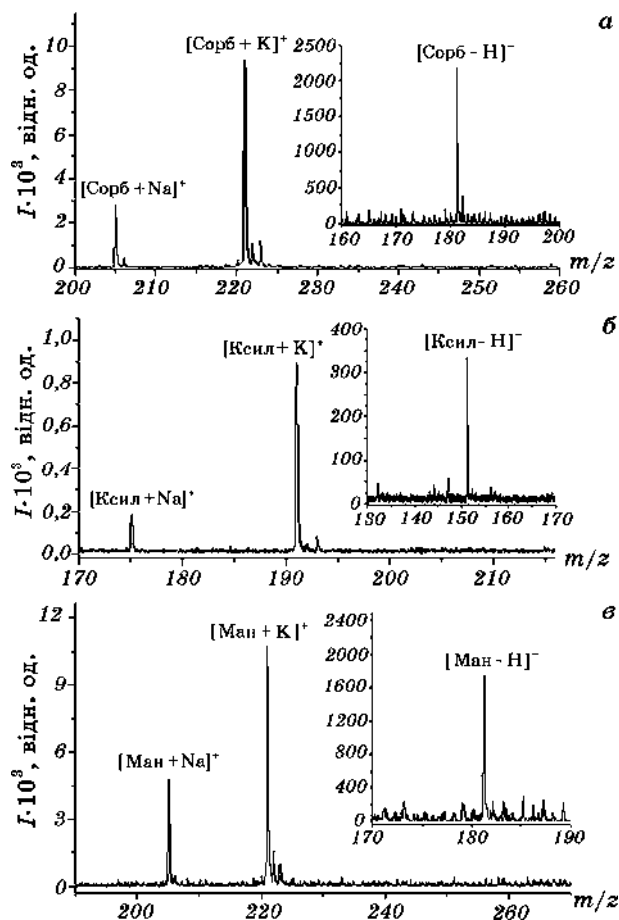 а
I·10³, відн. од.
10
8
6
4
2
0
[Сорб + K]⁺
[Сорб +Na]⁺
200 210 220 230 240 250 260
m/z
[Сорб - H]⁻
2500
2000
1500
1000
500
0
160 170 180 190 200
б
I·10³, відн. од.
1,0
0,8
0,6
0,4
0,2
0,0
[Ксил + K]⁺
[Ксил +Na]⁺
170 180 190 200 210
m/z
[Ксил- H]⁻
400
300
200
100
40
0
130 140 150 160 170
в
I·10³, відн. од.
12
9
6
3
0
[Ман + K]⁺
[Ман +Na]⁺
200 220 240 260
m/z
[Ман - H]⁻
2400
2000
1600
1200
800
400
0
170 180 190